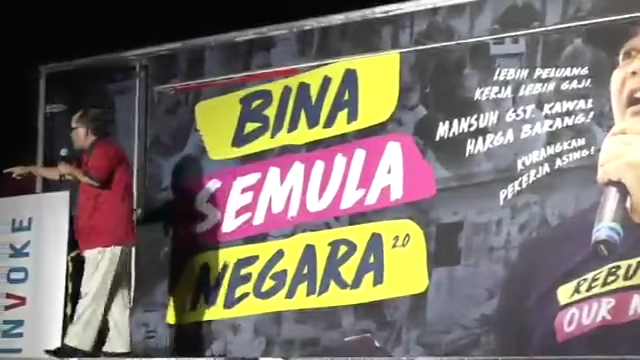 BINA
SEMULA
NEGARA 2.0
LEBIH PELUANG
KERJA, LEBIH GAJI.
MANSUH GST. KAWAL
HARGA BARANG!
KURANGKAN
PEKERJA ASING!
INVOKE
OUR